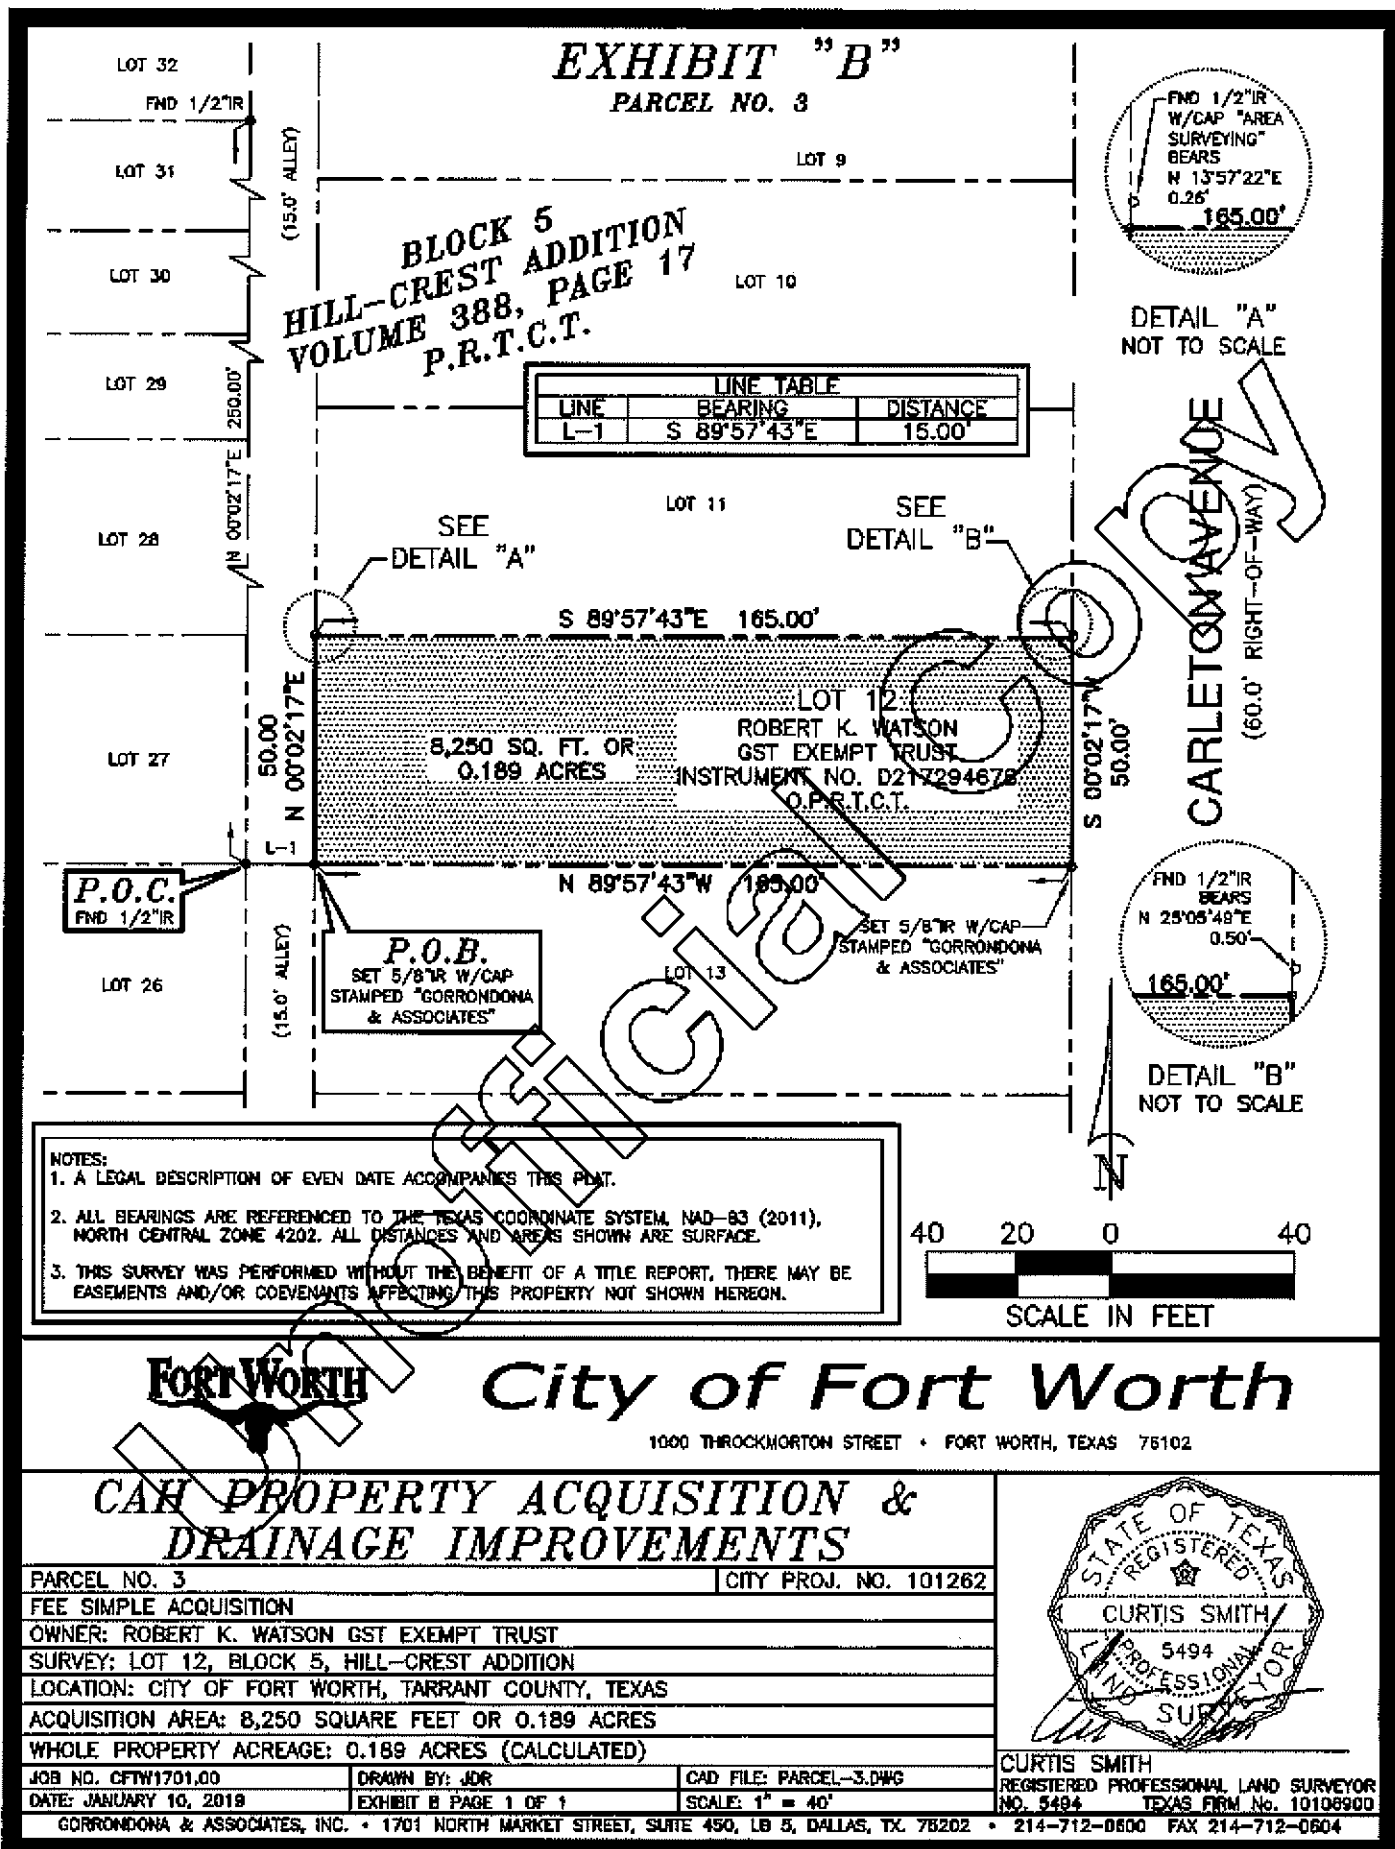 EXHIBIT "B"
PARCEL NO. 3
LOT 32
FND 1/2"IR
LOT 31
(15.0' ALLEY)
LOT 9
FND 1/2"IR
W/CAP "AREA
SURVEYING"
BEARS
N 13°57'22"E
0.26'
165.00'
DETAIL "A"
NOT TO SCALE
BLOCK 5
HILL-CREST ADDITION
VOLUME 388, PAGE 17
P.R.T.C.T.
LOT 30
LOT 10
LOT 29
N 00°02'17"E 250.00'
LINE TABLE
LINE BEARING DISTANCE
L-1 S 89°57'43"E 15.00'
LOT 28
LOT 11
SEE
DETAIL "A"
SEE
DETAIL "B"
CARLETON AVENUE
(60.0' RIGHT-OF-WAY)
S 89°57'43"E 165.00'
50.00
N 00°02'17"E
LOT 27
8,250 SQ. FT. OR
0.189 ACRES
LOT 12
ROBERT K. WATSON
GST EXEMPT TRUST
INSTRUMENT NO. D217294678
O.P.R.T.C.T.
S 00°02'17"W
50.00'
L-1
N 89°57'43"W 165.00'
P.O.C.
FND 1/2"IR
P.O.B.
SET 5/8"IR W/CAP
STAMPED "GORRONDONA
& ASSOCIATES"
LOT 26
(15.0' ALLEY)
LOT 13
SET 5/8"IR W/CAP
STAMPED "GORRONDONA
& ASSOCIATES"
FND 1/2"IR
BEARS
N 25°05'49"E
0.50'
165.00'
DETAIL "B"
NOT TO SCALE
N
NOTES:
1. A LEGAL DESCRIPTION OF EVEN DATE ACCOMPANIES THIS PLAT.
2. ALL BEARINGS ARE REFERENCED TO THE TEXAS COORDINATE SYSTEM, NAD-83 (2011),
NORTH CENTRAL ZONE 4202. ALL DISTANCES AND AREAS SHOWN ARE SURFACE.
3. THIS SURVEY WAS PERFORMED WITHOUT THE BENEFIT OF A TITLE REPORT, THERE MAY BE
EASEMENTS AND/OR COEVENANTS AFFECTING THIS PROPERTY NOT SHOWN HEREON.
40 20 0 40
SCALE IN FEET
Unofficial Copy
FORT WORTH
City of Fort Worth
1000 THROCKMORTON STREET • FORT WORTH, TEXAS 76102
CAH PROPERTY ACQUISITION &
DRAINAGE IMPROVEMENTS
PARCEL NO. 3 CITY PROJ. NO. 101262
FEE SIMPLE ACQUISITION
OWNER: ROBERT K. WATSON GST EXEMPT TRUST
SURVEY: LOT 12, BLOCK 5, HILL-CREST ADDITION
LOCATION: CITY OF FORT WORTH, TARRANT COUNTY, TEXAS
ACQUISITION AREA: 8,250 SQUARE FEET OR 0.189 ACRES
WHOLE PROPERTY ACREAGE: 0.189 ACRES (CALCULATED)
JOB NO. CFTW1701.00 DRAWN BY: JDR CAD FILE: PARCEL-3.DWG
DATE: JANUARY 10, 2019 EXHIBIT B PAGE 1 OF 1 SCALE: 1" = 40'
STATE OF TEXAS
REGISTERED
CURTIS SMITH
5494
PROFESSIONAL
LAND SURVEYOR
CURTIS SMITH
REGISTERED PROFESSIONAL LAND SURVEYOR
NO. 5494 TEXAS FIRM No. 10106900
GORRONDONA & ASSOCIATES, INC. • 1701 NORTH MARKET STREET, SUITE 450, LB 5, DALLAS, TX. 75202 • 214-712-0600 FAX 214-712-0604